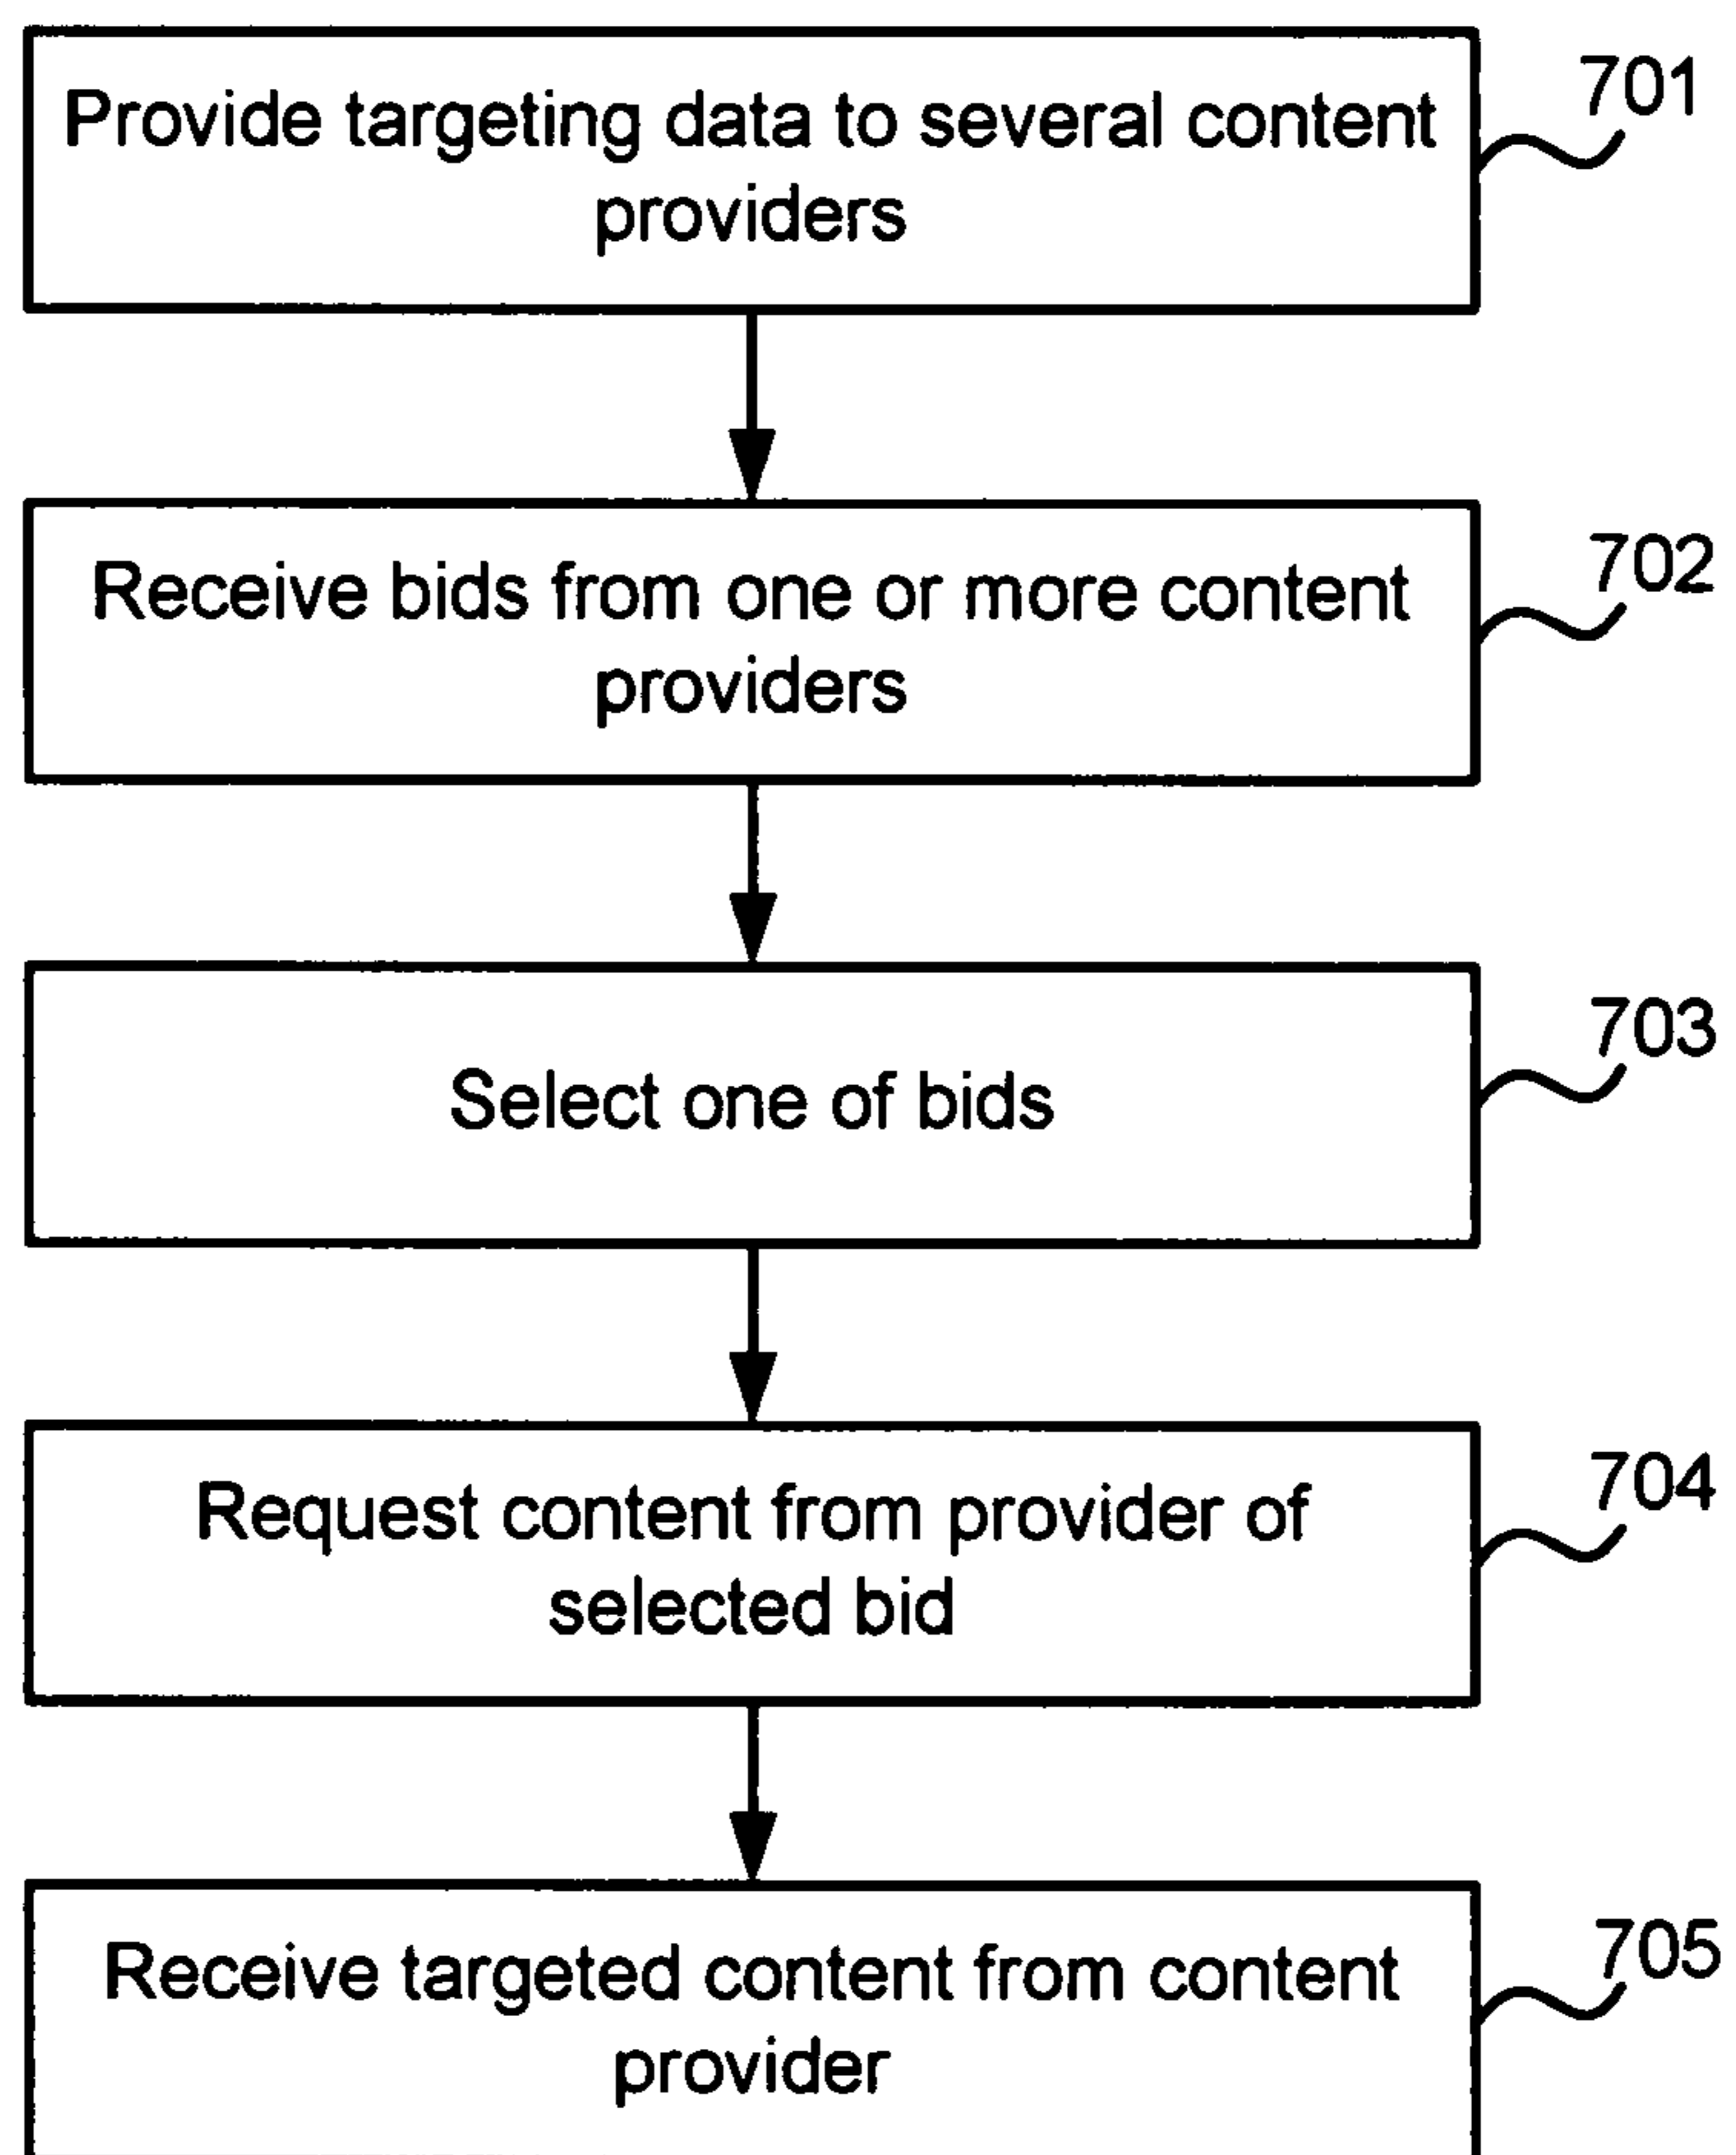 Provide targeting data to several content
providers
701
Receive bids from one or more content
providers
702
Select one of bids
703
Request content from provider of
selected bid
704
Receive targeted content from content
provider
705